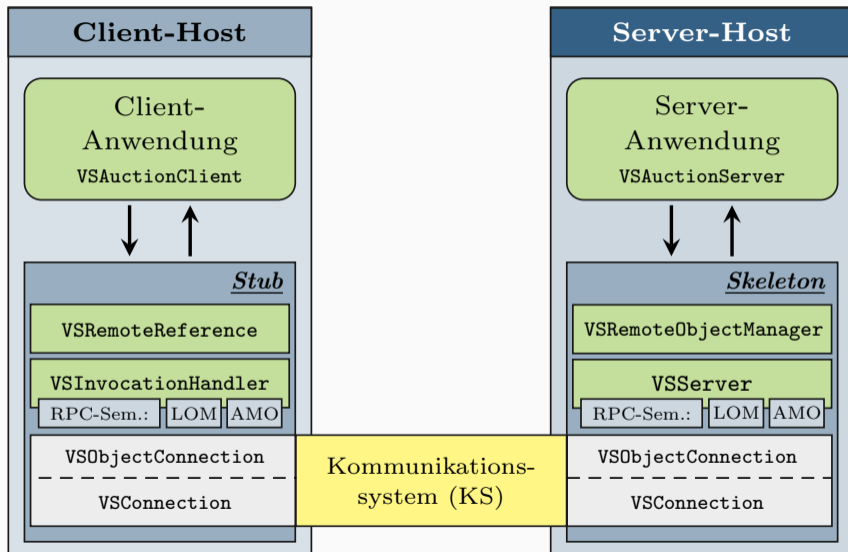 Client-Host
Client-
Anwendung
VSAuctionClient
Stub
VSRemoteReference
VSInvocationHandler
RPC-Sem.: LOM AMO
VSObjectConnection
VSConnection
Kommunikations-
system (KS)
Server-Host
Server-
Anwendung
VSAuctionServer
Skeleton
VSRemoteObjectManager
VSServer
RPC-Sem.: LOM AMO
VSObjectConnection
VSConnection